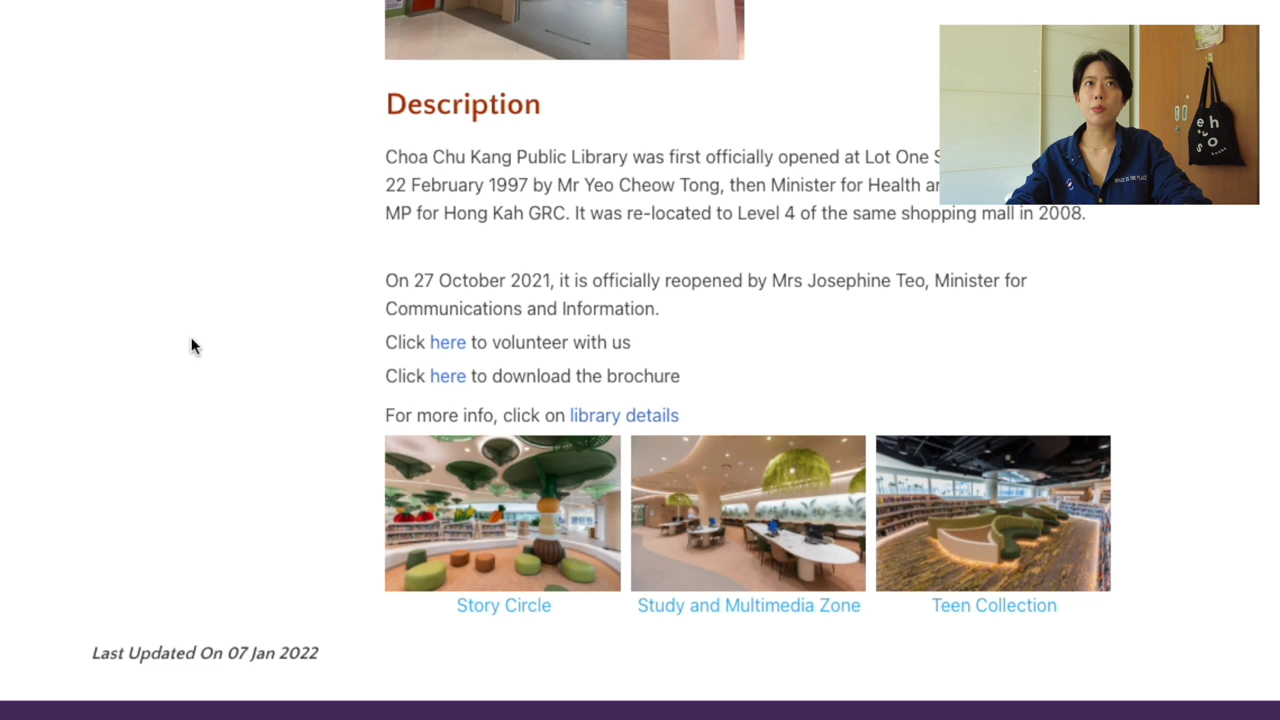 Description
Choa Chu Kang Public Library was first officially opened at Lot One
22 February 1997 by Mr Yeo Cheow Tong, then Minister for Health
MP for Hong Kah GRC. It was re-located to Level 4 of the same shopping mall in 2008.
On 27 October 2021, it is officially reopened by Mrs Josephine Teo, Minister for
Communications and Information.
Click here to volunteer with us
Click here to download the brochure
For more info, click on library details
Story Circle
Study and Multimedia Zone
Teen Collection
Last Updated On 07 Jan 2022